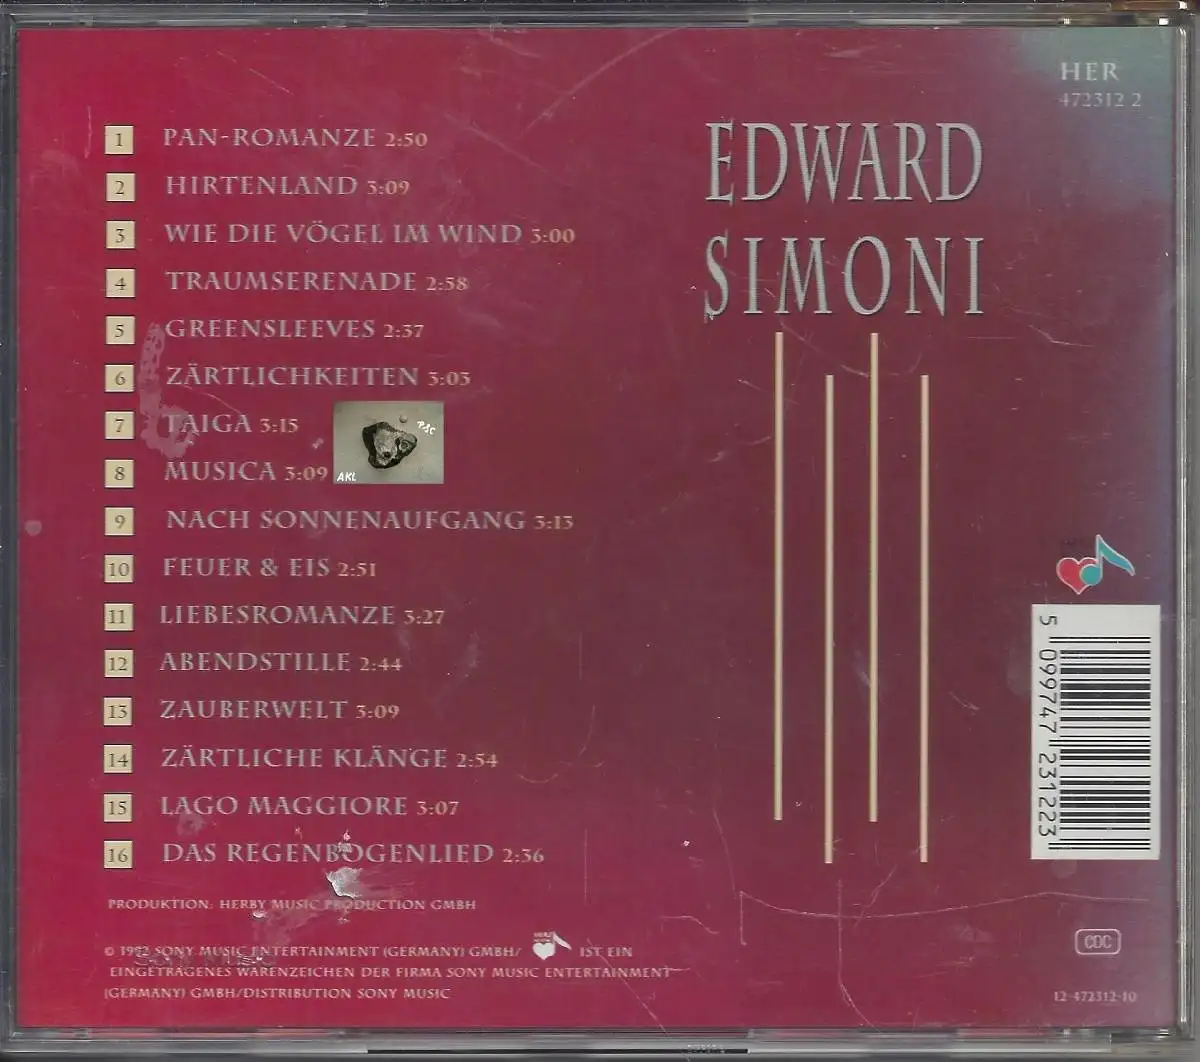 HER
472312 2
EDWARD
SIMONI
1 PAN-ROMANZE 2:50
2 HIRTENLAND 3:09
3 WIE DIE VÖGEL IM WIND 3:00
4 TRAUMSERENADE 2:58
5 GREENSLEEVES 2:37
6 ZÄRTLICHKEITEN 3:03
7 TAIGA 3:15
8 MUSICA 3:09
PSC
AKL
9 NACH SONNENAUFGANG 3:13
10 FEUER & EIS 2:51
11 LIEBESROMANZE 3:27
12 ABENDSTILLE 2:44
13 ZAUBERWELT 3:09
14 ZÄRTLICHE KLÄNGE 2:54
15 LAGO MAGGIORE 3:07
16 DAS REGENBOGENLIED 2:36
PRODUKTION: HERBY MUSIC PRODUCTION GMBH
© 1992 SONY MUSIC ENTERTAINMENT (GERMANY) GMBH/ HERZ IST EIN
EINGETRAGENES WARENZEICHEN DER FIRMA SONY MUSIC ENTERTAINMENT
(GERMANY) GMBH/DISTRIBUTION SONY MUSIC
5 099747 231223
CDC
12-472312-10